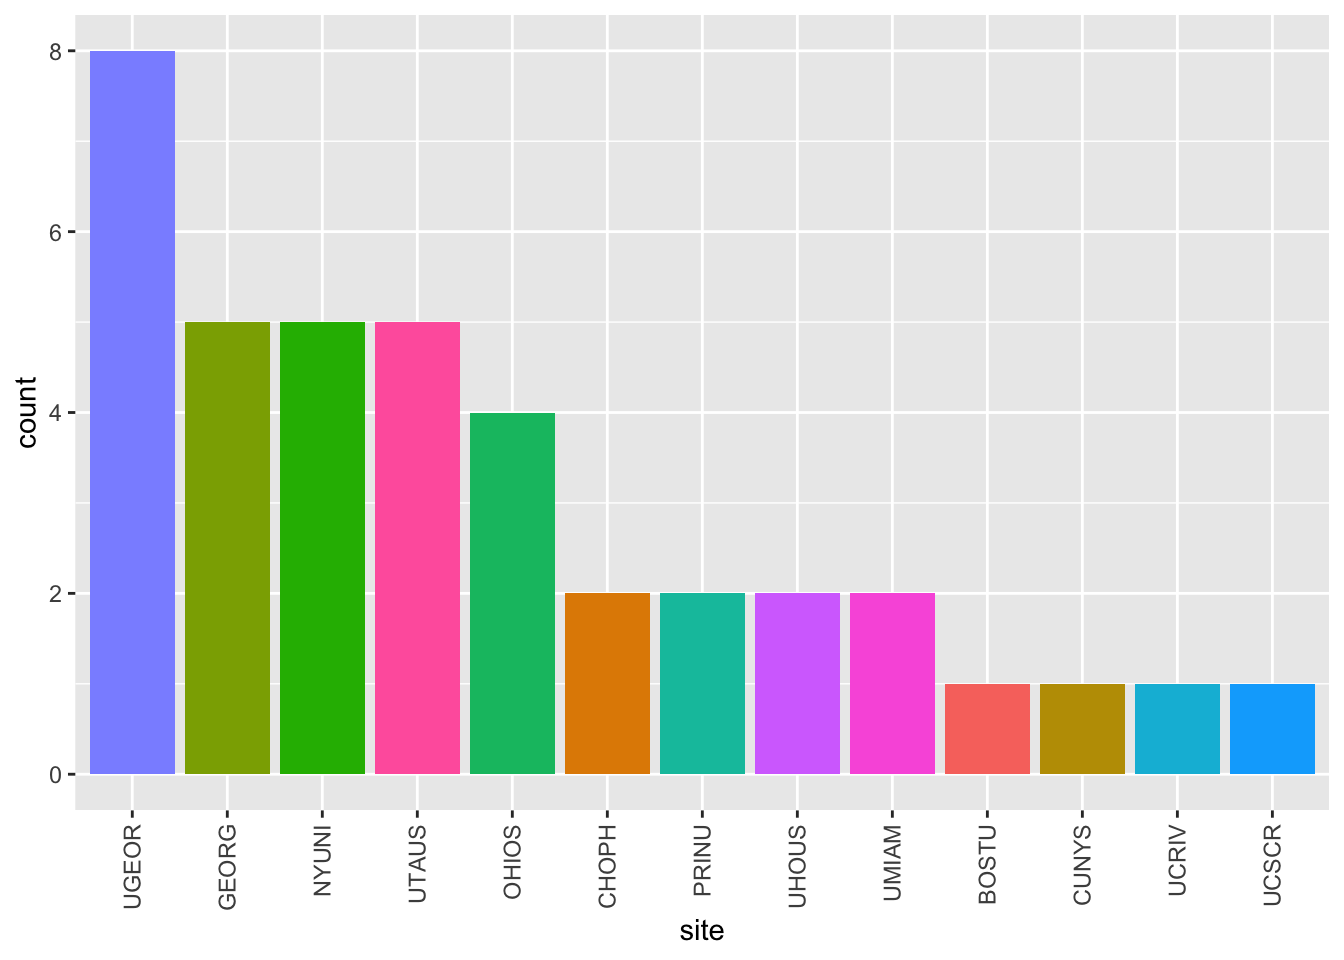 8
6
4
2
0
count
UGEOR
GEORG
NYUNI
UTAUS
OHIOS
CHOPH
PRINU
UHOUS
UMIAM
BOSTU
CUNYS
UCRIV
UCSCR
site